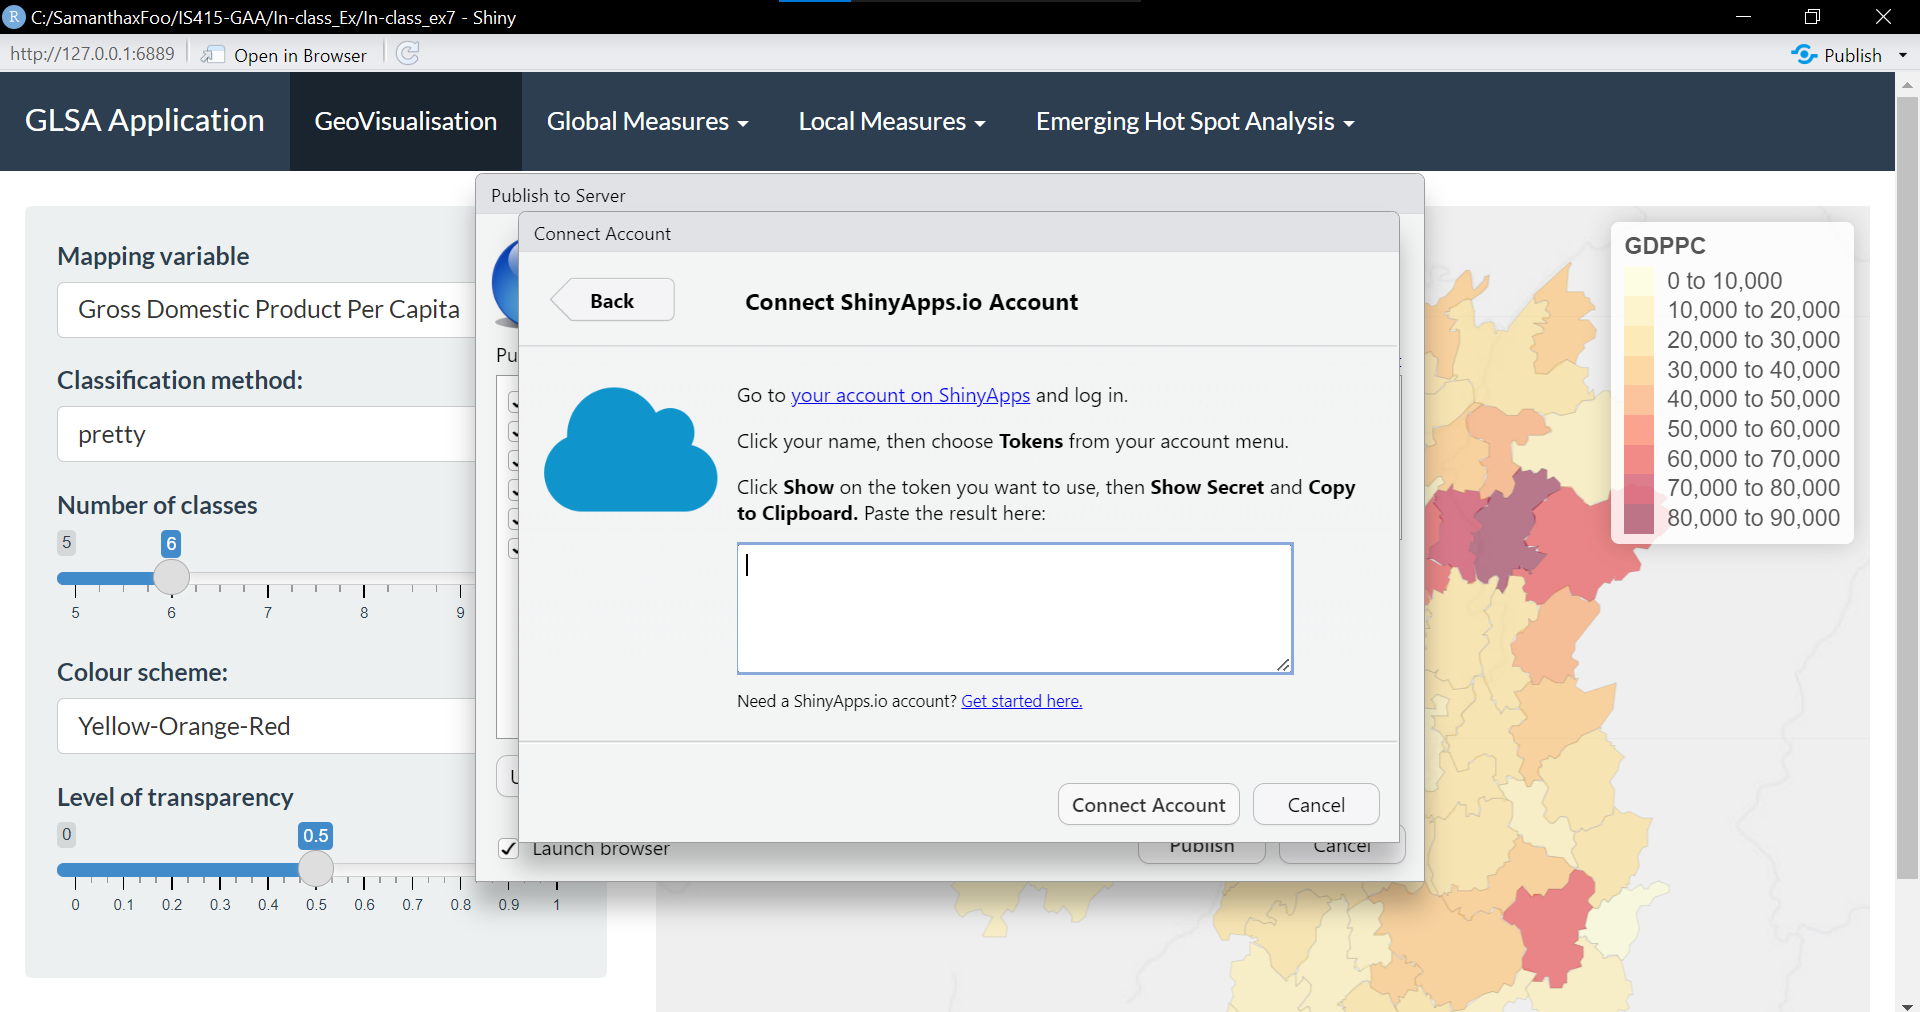 R C:/SamanthaxFoo/IS415-GAA/In-class_Ex/In-class_ex7 - Shiny
http://127.0.0.1:6889 Open in Browser Publish
GLSA Application GeoVisualisation Global Measures Local Measures Emerging Hot Spot Analysis
Publish to Server
Connect Account
Back
Connect ShinyApps.io Account
Pu
Go to your account on ShinyApps and log in.
Click your name, then choose Tokens from your account menu.
Click Show on the token you want to use, then Show Secret and Copy
to Clipboard. Paste the result here:
Need a ShinyApps.io account? Get started here.
Connect Account Cancel
Launch browser Publish Cancel
Mapping variable
Gross Domestic Product Per Capita
Classification method:
pretty
Number of classes
5 6
5 6 7 8 9
Colour scheme:
Yellow-Orange-Red
Level of transparency
0 0.5
0 0.1 0.2 0.3 0.4 0.5 0.6 0.7 0.8 0.9 1
GDPPC
0 to 10,000
10,000 to 20,000
20,000 to 30,000
30,000 to 40,000
40,000 to 50,000
50,000 to 60,000
60,000 to 70,000
70,000 to 80,000
80,000 to 90,000